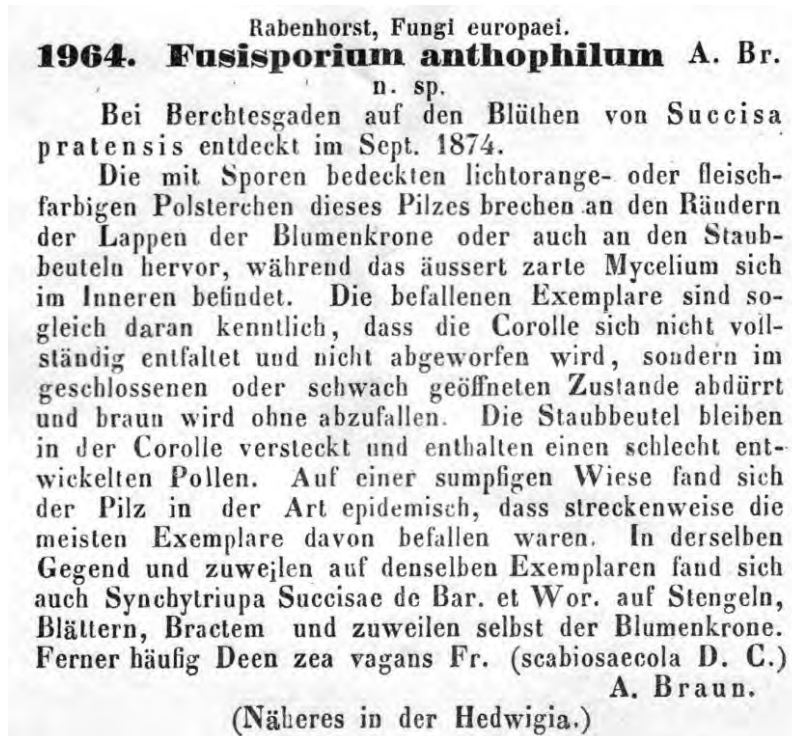 Rabenhorst, Fungi europaei.
1964. Fusisporium anthophilum A. Br.
n. sp.
Bei Berchtesgaden auf den Blüthen von Succisa
pratensis entdeckt im Sept. 1874.
Die mit Sporen bedeckten lichtorange- oder fleisch-
farbigen Polsterchen dieses Pilzes brechen an den Rändern
der Lappen der Blumenkrone oder auch an den Staub-
beuteln hervor, während das äussert zarte Mycelium sich
im Inneren befindet. Die befallenen Exemplare sind so-
gleich daran kenntlich, dass die Corolle sich nicht voll-
ständig entfaltet und nicht abgeworfen wird, sondern im
geschlossenen oder schwach geöffneten Zustande abdürrt
und braun wird ohne abzufallen. Die Staubbeutel bleiben
in der Corolle versteckt und enthalten einen schlecht ent-
wickelten Pollen. Auf einer sumpfigen Wiese fand sich
der Pilz in der Art epidemisch, dass streckenweise die
meisten Exemplare davon befallen waren. In derselben
Gegend und zuwejlen auf denselben Exemplaren fand sich
auch Synchytriupa Succisae de Bar. et Wor. auf Stengeln,
Blättern, Bractem und zuweilen selbst der Blumenkrone.
Ferner häufig Deen zea vagans Fr. (scabiosaecola D. C.)
A. Braun.
(Näheres in der Hedwigia.)